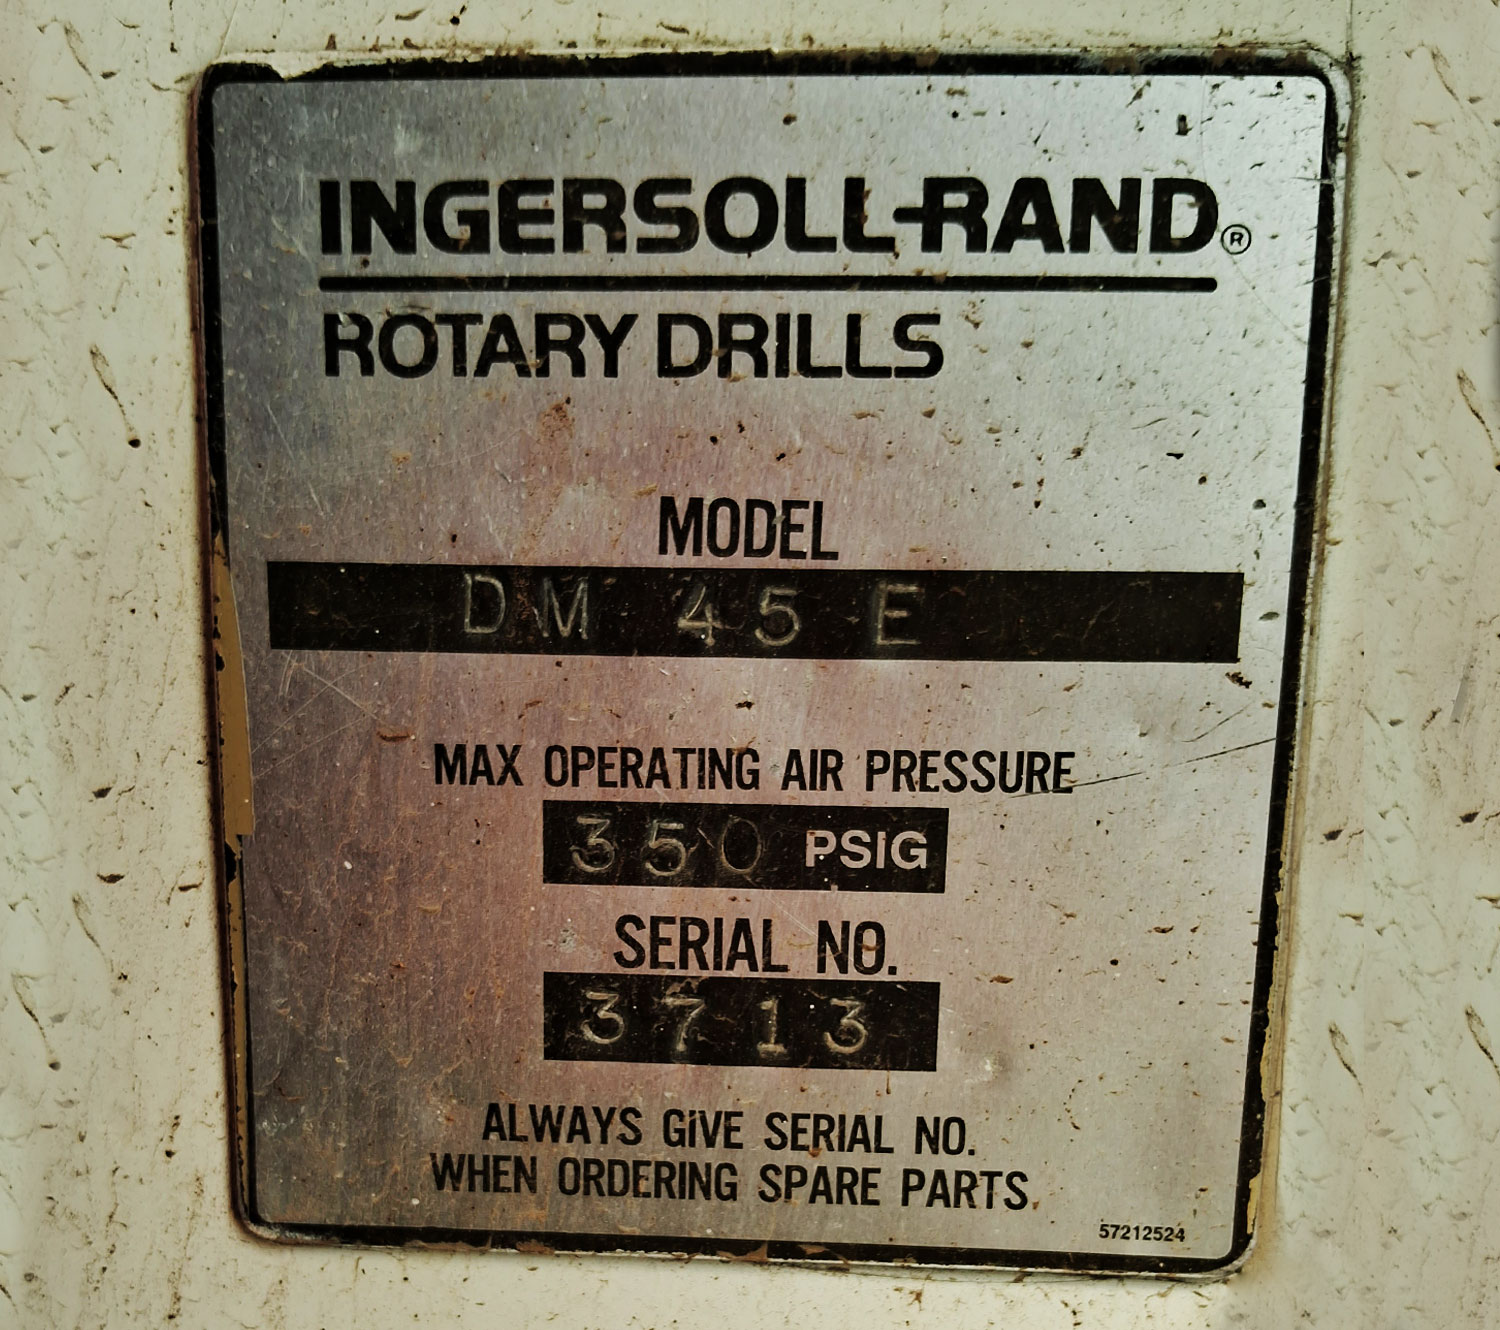 INGERSOLL-RAND®
ROTARY DRILLS
MODEL
DM 45 E
MAX OPERATING AIR PRESSURE
350 PSIG
SERIAL NO.
3713
ALWAYS GIVE SERIAL NO.
WHEN ORDERING SPARE PARTS.
57212524